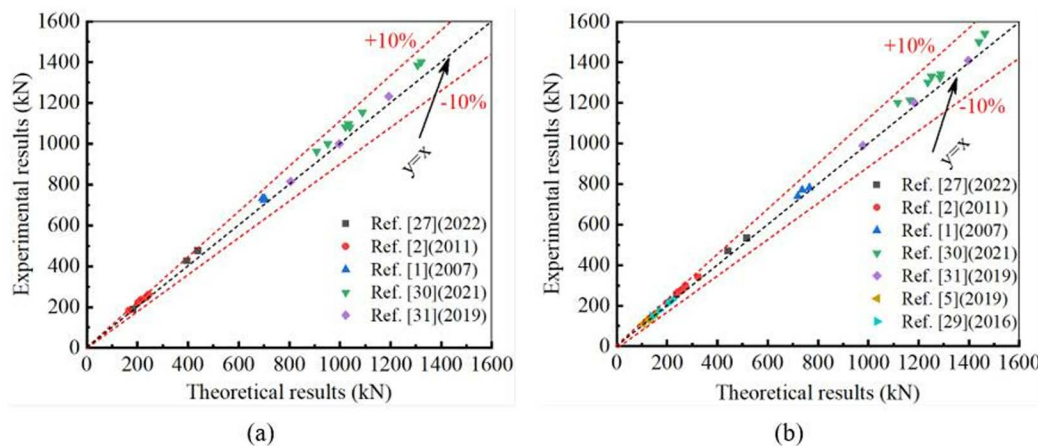 1600
1400
1200
1000
800
600
400
200
0
0 200 400 600 800 1000 1200 1400 1600
Experimental results (kN)
Theoretical results (kN)
+10%
-10%
y=x
Ref. [27](2022)
Ref. [2](2011)
Ref. [1](2007)
Ref. [30](2021)
Ref. [31](2019)
(a)
1600
1400
1200
1000
800
600
400
200
0
0 200 400 600 800 1000 1200 1400 1600
Experimental results (kN)
Theoretical results (kN)
+10%
-10%
y=x
Ref. [27](2022)
Ref. [2](2011)
Ref. [1](2007)
Ref. [30](2021)
Ref. [31](2019)
Ref. [5](2019)
Ref. [29](2016)
(b)